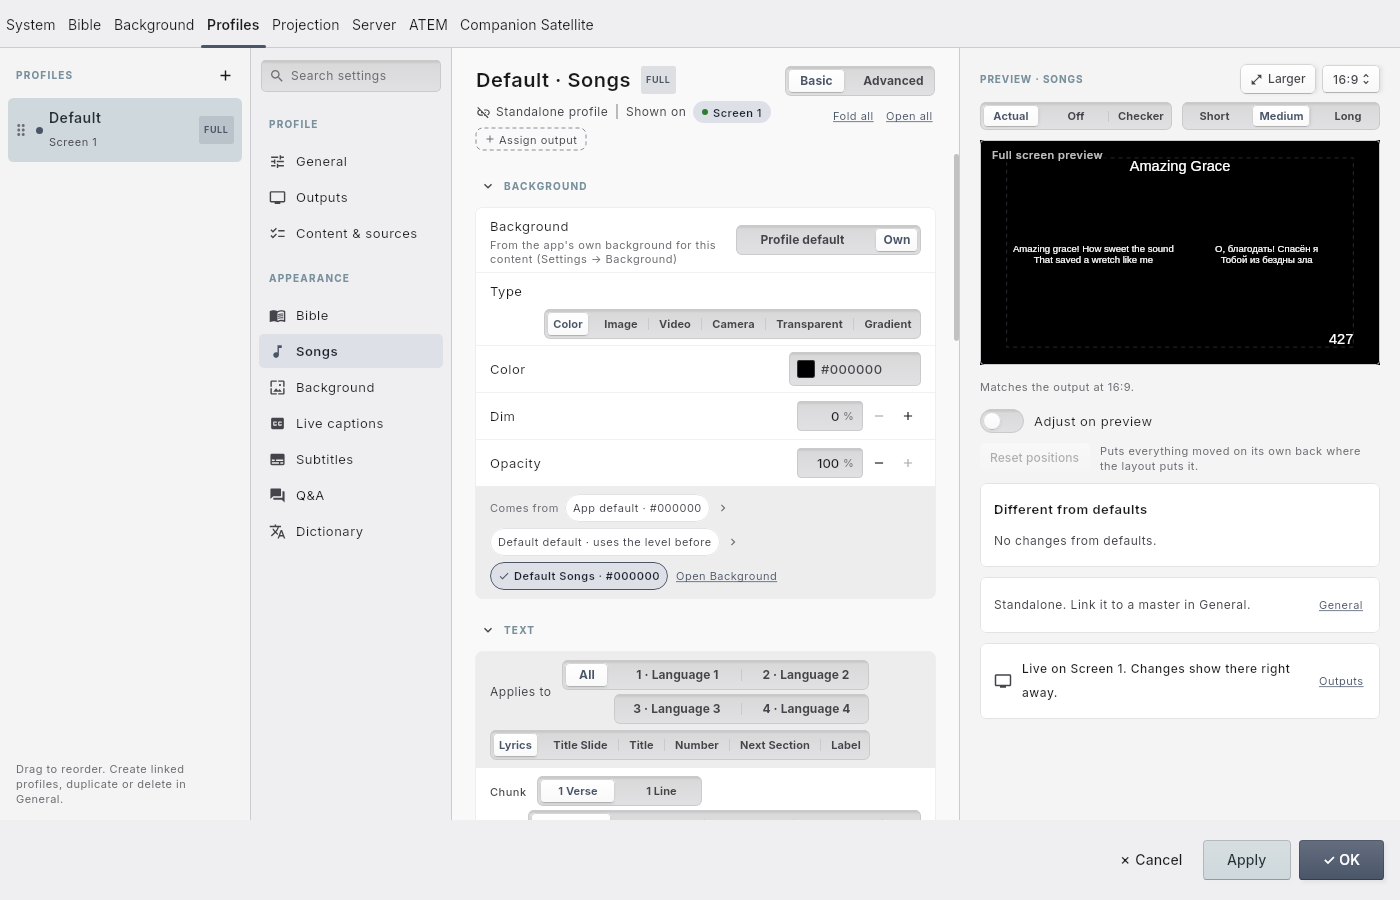 System Bible Background Profiles Projection Server ATEM Companion Satellite
PROFILES
Default
Screen 1
FULL
Drag to reorder. Create linked
profiles, duplicate or delete in
General.
Search settings
PROFILE
General
Outputs
Content & sources
APPEARANCE
Bible
Songs
Background
Live captions
Subtitles
Q&A
Dictionary
Default · Songs FULL
Basic Advanced
Standalone profile | Shown on Screen 1
Fold all Open all
+ Assign output
BACKGROUND
Background
From the app's own background for this
content (Settings → Background)
Profile default Own
Type
Color Image Video Camera Transparent Gradient
Color #000000
Dim 0 % − +
Opacity 100 % − +
Comes from App default · #000000
Default default · uses the level before
Default Songs · #000000 Open Background
TEXT
Applies to
All 1 · Language 1 2 · Language 2
3 · Language 3 4 · Language 4
Lyrics Title Slide Title Number Next Section Label
Chunk 1 Verse 1 Line
PREVIEW · SONGS
Larger 16:9
Actual Off Checker Short Medium Long
Full screen preview
Amazing Grace
Amazing grace! How sweet the sound
That saved a wretch like me
О, благодать! Спасён я
Тобой из бездны зла
427
Matches the output at 16:9.
Adjust on preview
Reset positions
Puts everything moved on its own back where
the layout puts it.
Different from defaults
No changes from defaults.
Standalone. Link it to a master in General. General
Live on Screen 1. Changes show there right
away.
Outputs
× Cancel Apply ✓ OK